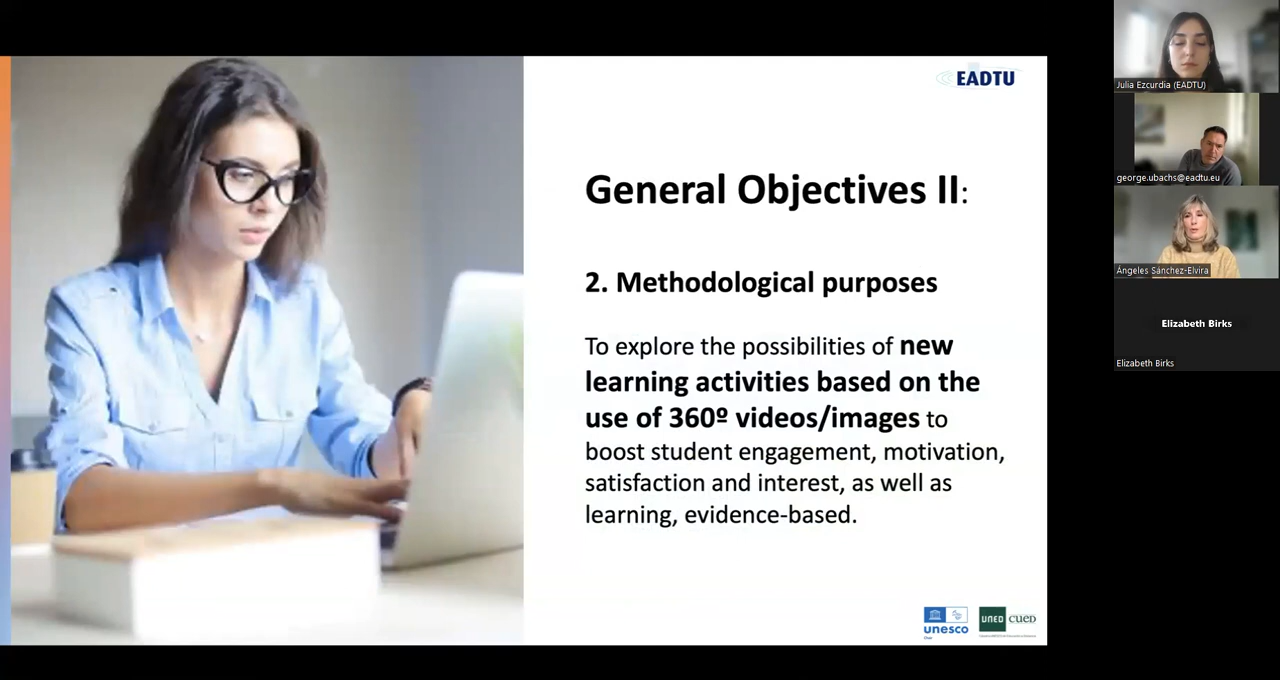 EADTU
General Objectives II:
2. Methodological purposes
To explore the possibilities of new
learning activities based on the
use of 360º videos/images to
boost student engagement, motivation,
satisfaction and interest, as well as
learning, evidence-based.
unesco
Chair
UNED CUED
Julia Ezcurdia (EADTU)
george.ubachs@eadtu.eu
Ángeles Sánchez-Elvira
Elizabeth Birks
Elizabeth Birks